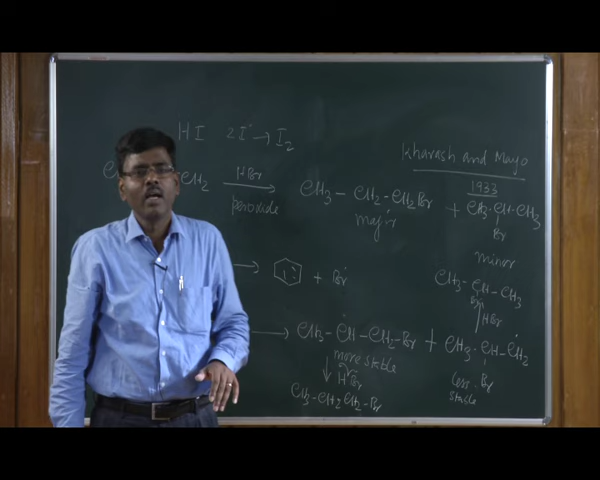 HI 2I• → I2
Kharash and Mayo
1933
CH2 HBr → CH3 – CH2 – CH2Br + CH3-CH-CH3
peroxide major Br
minor
CH3-CH-CH3
Br
HBr
→ + Br
→ CH3 – CH – CH2 – Br + CH3 - CH – CH2
more stable Br
↓ HBr less stable
CH3-CH2 CH2-Br